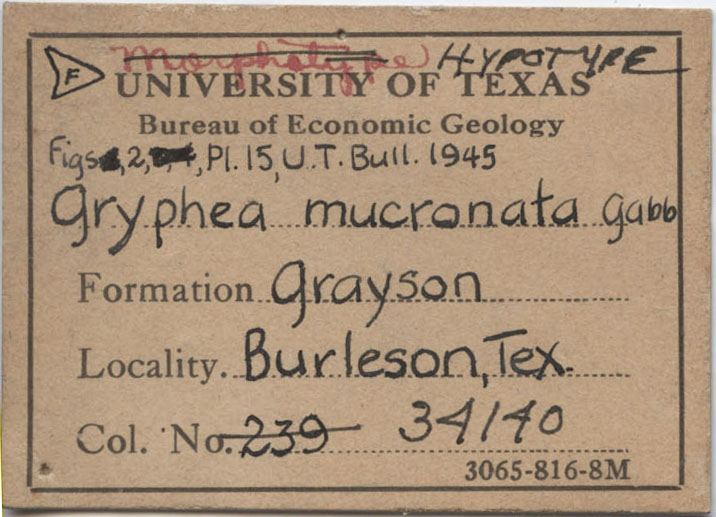 Morphotype HYPOTYPE
F
UNIVERSITY OF TEXAS
Bureau of Economic Geology
Figs 2, Pl. 15, U.T. Bull. 1945
Gryphea mucronata Gabb
Formation Grayson
Locality. Burleson, Tex.
Col. No. 239 34140
3065-816-8M